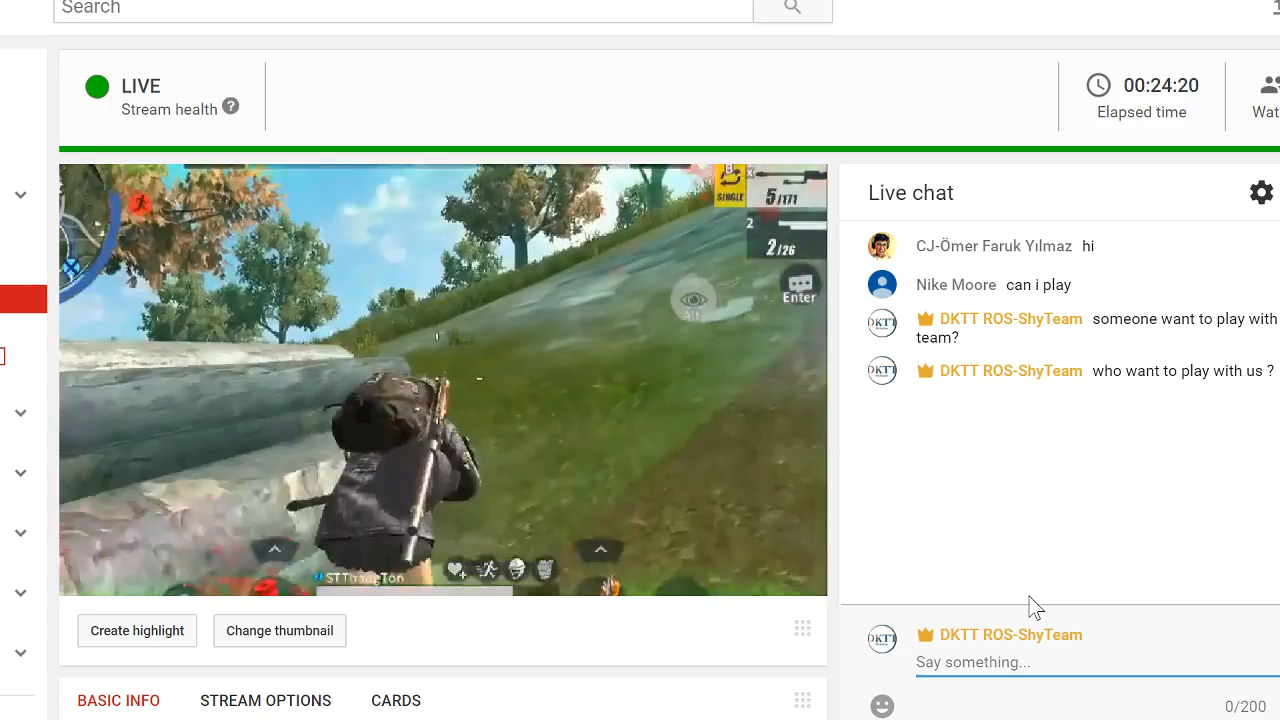 Search
LIVE
Stream health ?
00:24:20
Elapsed time
Wat
SINGLE
5/171
2
2/26
Enter
Live chat
CJ-Ömer Faruk Yılmaz hi
Nike Moore can i play
DKTT ROS-ShyTeam someone want to play with
team?
DKTT ROS-ShyTeam who want to play with us ?
Create highlight
Change thumbnail
DKTT ROS-ShyTeam
Say something...
0/200
BASIC INFO
STREAM OPTIONS
CARDS